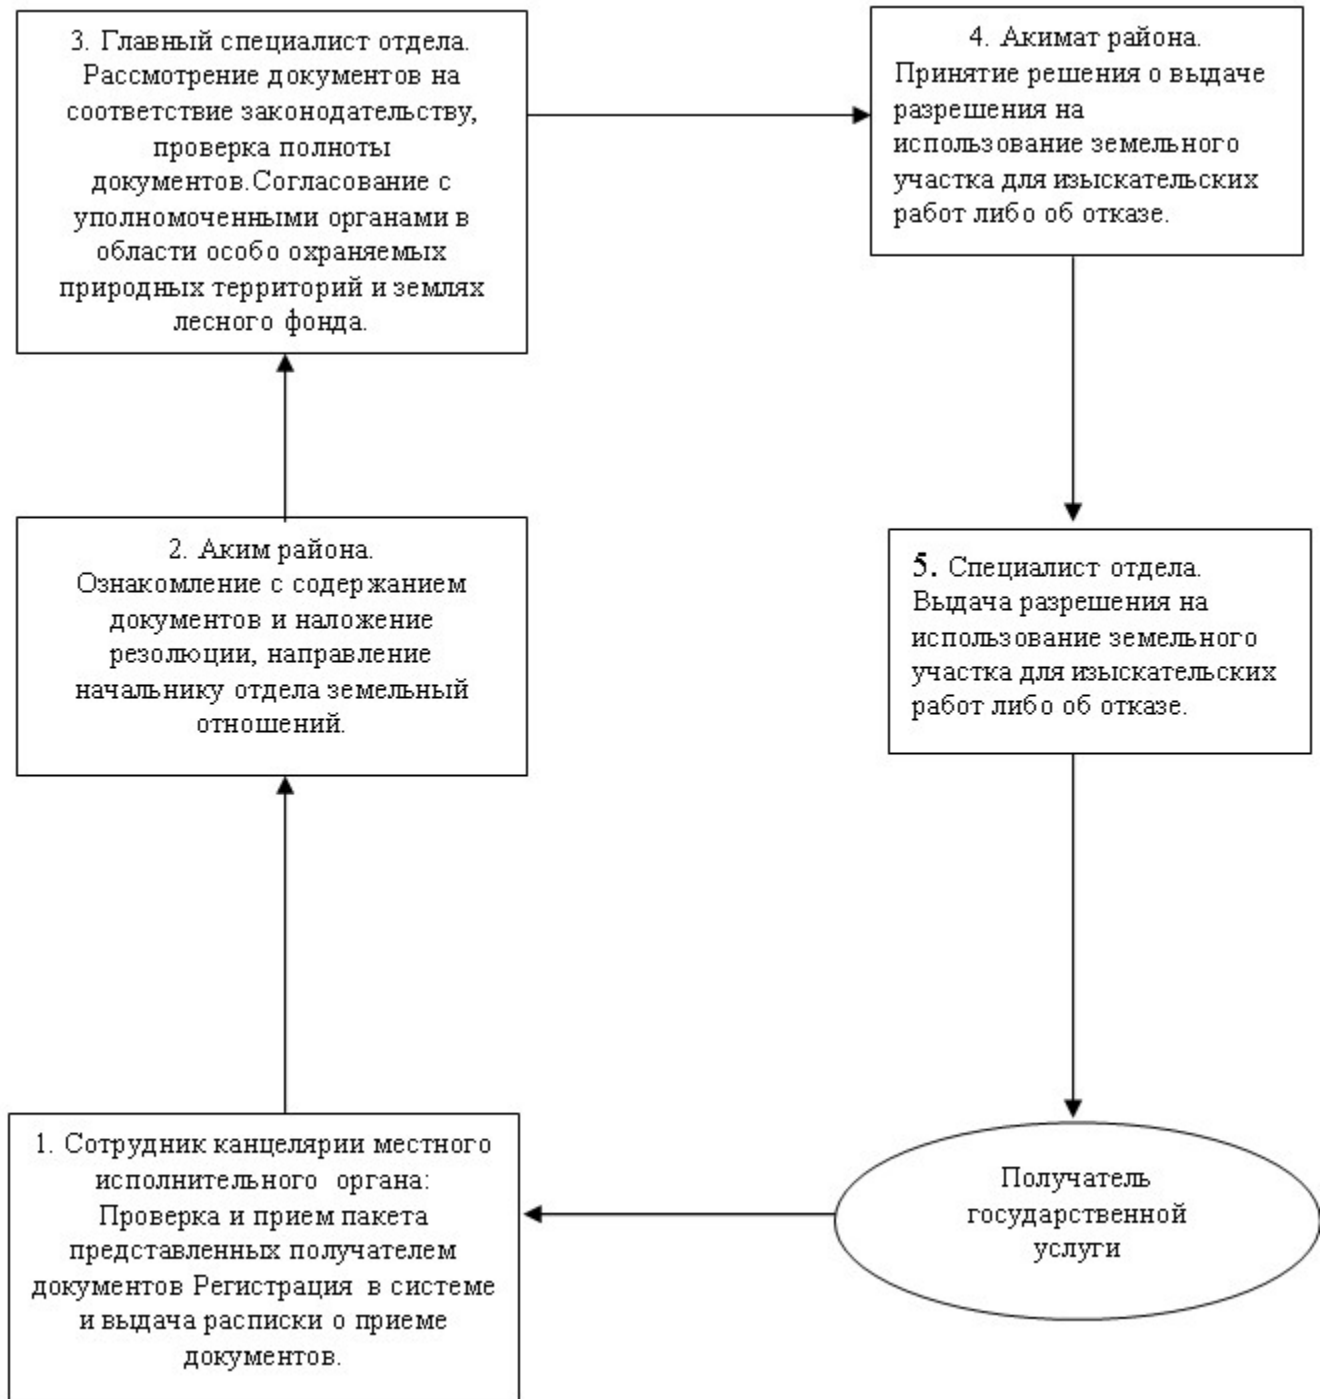 3. Главный специалист отдела.
Рассмотрение документов на
соответствие законодательству,
проверка полноты
документов.Согласование с
уполномоченными органами в
области особо охраняемых
природных территорий и землях
лесного фонда.
4. Акимат района.
Принятие решения о выдаче
разрешения на
использование земельного
участка для изыскательских
работ либо об отказе.
2. Аким района.
Ознакомление с содержанием
документов и наложение
резолюции, направление
начальнику отдела земельный
отношений.
5. Специалист отдела.
Выдача разрешения на
использование земельного
участка для изыскательских
работ либо об отказе.
1. Сотрудник канцелярии местного
исполнительного органа:
Проверка и прием пакета
представленных получателем
документов Регистрация в системе
и выдача расписки о приеме
документов.
Получатель
государственной
услуги